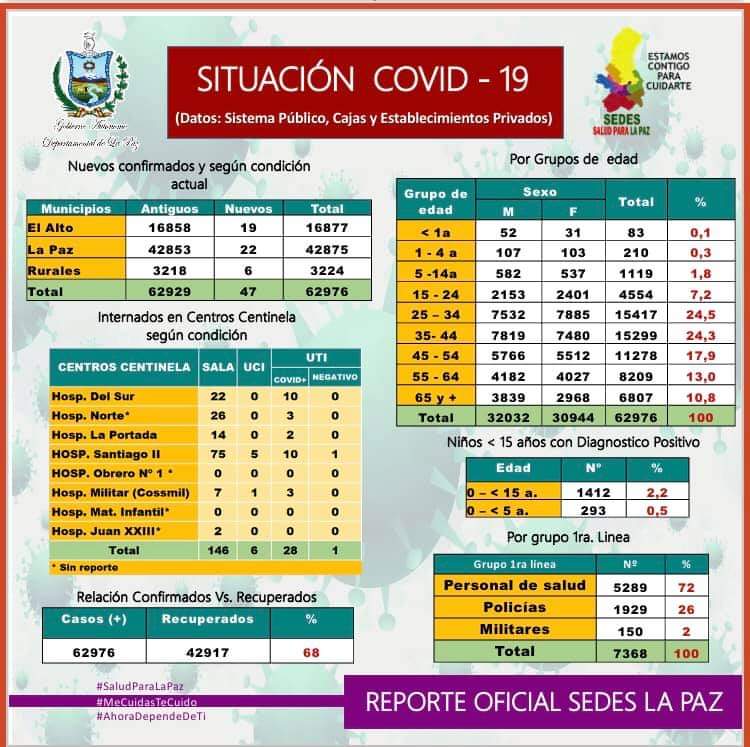 SITUACIÓN COVID - 19
(Datos: Sistema Público, Cajas y Establecimientos Privados)
Gobierno Autónomo
Departamental de La Paz
ESTAMOS
CONTIGO
PARA
CUIDARTE
SEDES
SALUD PARA LA PAZ
Nuevos confirmados y según condición
actual
Municipios Antiguos Nuevos Total
El Alto 16858 19 16877
La Paz 42853 22 42875
Rurales 3218 6 3224
Total 62929 47 62976
Internados en Centros Centinela
según condición
CENTROS CENTINELA SALA UCI UTI
COVID+ NEGATIVO
Hosp. Del Sur 22 0 10 0
Hosp. Norte* 26 0 3 0
Hosp. La Portada 14 0 2 0
HOSP. Santiago II 75 5 10 1
HOSP. Obrero Nº 1 * 0 0 0 0
Hosp. Militar (Cossmil) 7 1 3 0
Hosp. Mat. Infantil* 0 0 0 0
Hosp. Juan XXIII* 2 0 0 0
Total 146 6 28 1
* Sin reporte
Relación Confirmados Vs. Recuperados
Casos (+) Recuperados %
62976 42917 68
Por Grupos de edad
Grupo de edad Sexo Total %
M F
< 1a 52 31 83 0,1
1 - 4 a 107 103 210 0,3
5 -14a 582 537 1119 1,8
15 - 24 2153 2401 4554 7,2
25 – 34 7532 7885 15417 24,5
35- 44 7819 7480 15299 24,3
45 - 54 5766 5512 11278 17,9
55 - 64 4182 4027 8209 13,0
65 y + 3839 2968 6807 10,8
Total 32032 30944 62976 100
Niños < 15 años con Diagnostico Positivo
Edad Nº %
0 – < 15 a. 1412 2,2
0 – < 5 a. 293 0,5
Por grupo 1ra. Linea
Grupo 1ra línea Nº %
Personal de salud 5289 72
Policías 1929 26
Militares 150 2
Total 7368 100
#SaludParaLaPaz
#MeCuidasTeCuido
#AhoraDependeDeTi
REPORTE OFICIAL SEDES LA PAZ